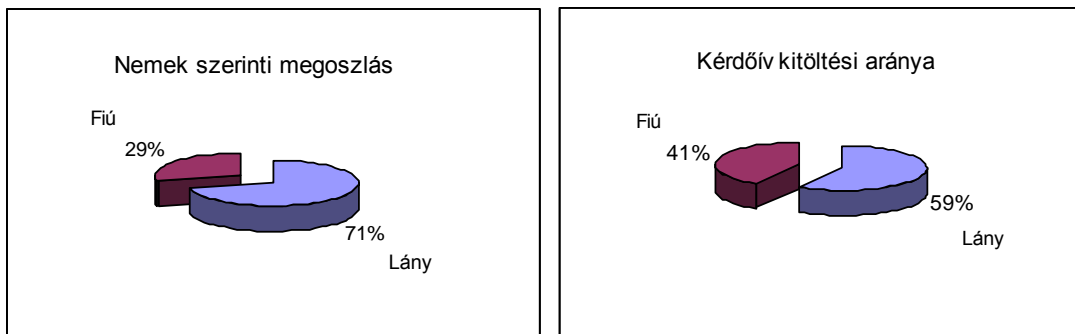 Nemek szerinti megoszlás
Fiú
29%
71%
Lány
Kérdőív kitöltési aránya
Fiú
41%
59%
Lány